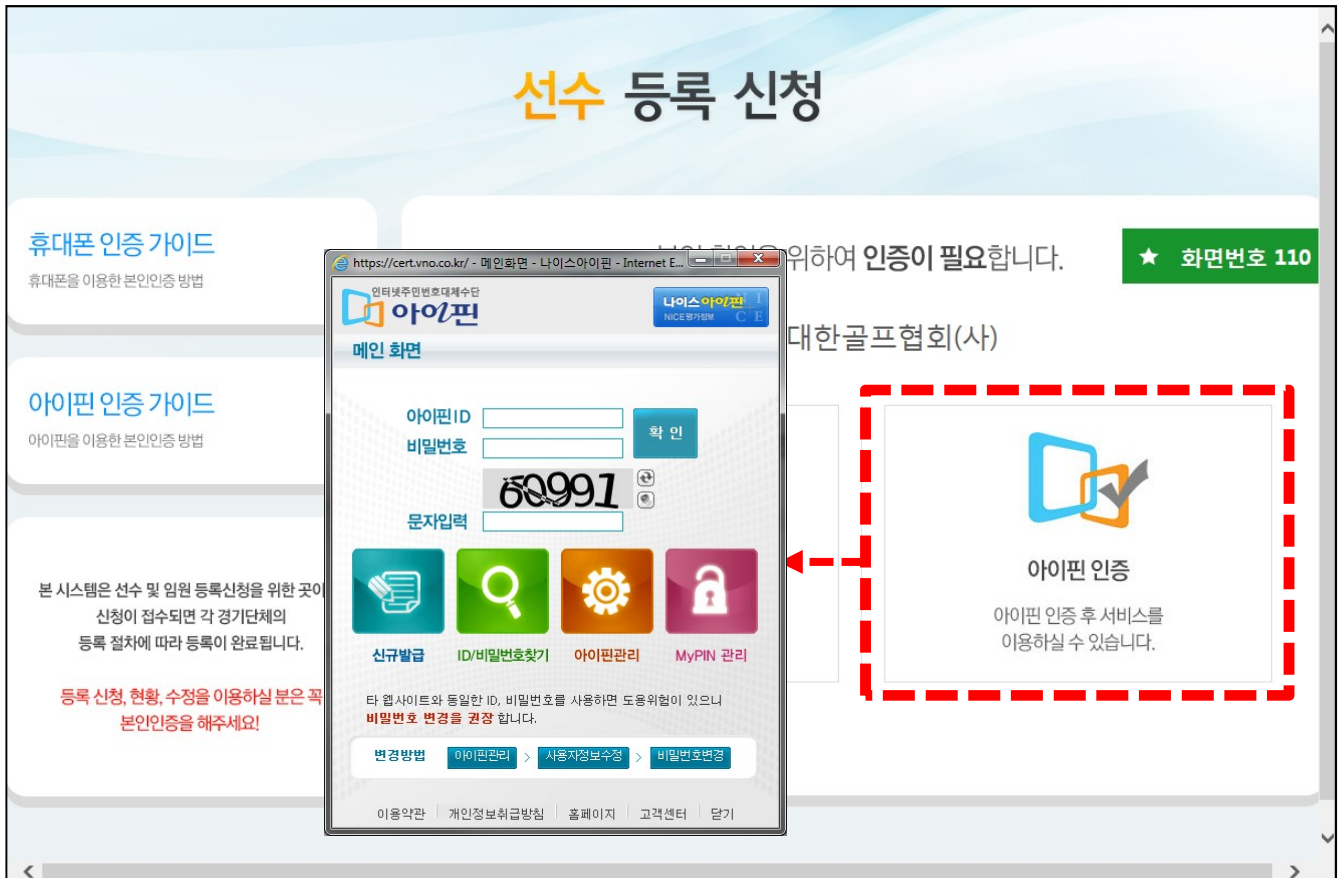 선수 등록 신청
휴대폰 인증 가이드
휴대폰을 이용한 본인인증 방법
아이핀 인증 가이드
아이핀을 이용한 본인인증 방법
본 시스템은 선수 및 임원 등록신청을 위한 곳이
신청이 접수되면 각 경기단체의
등록 절차에 따라 등록이 완료됩니다.
등록 신청, 현황, 수정을 이용하실 분은 꼭
본인인증을 해주세요!
위하여 인증이 필요합니다.
★ 화면번호 110
대한골프협회(사)
https://cert.vno.co.kr/ - 메인화면 - 나이스아이핀 - Internet E...
인터넷주민번호대체수단
아이핀
나이스아이핀
NICE평가정보
NICE
메인 화면
아이핀ID
비밀번호
확 인
60991
문자입력
신규발급 ID/비밀번호찾기 아이핀관리 MyPIN 관리
타 웹사이트와 동일한 ID, 비밀번호를 사용하면 도용위험이 있으니
비밀번호 변경을 권장 합니다.
변경방법 아이핀관리 > 사용자정보수정 > 비밀번호변경
이용약관 개인정보취급방침 홈페이지 고객센터 닫기
아이핀 인증
아이핀 인증 후 서비스를
이용하실 수 있습니다.